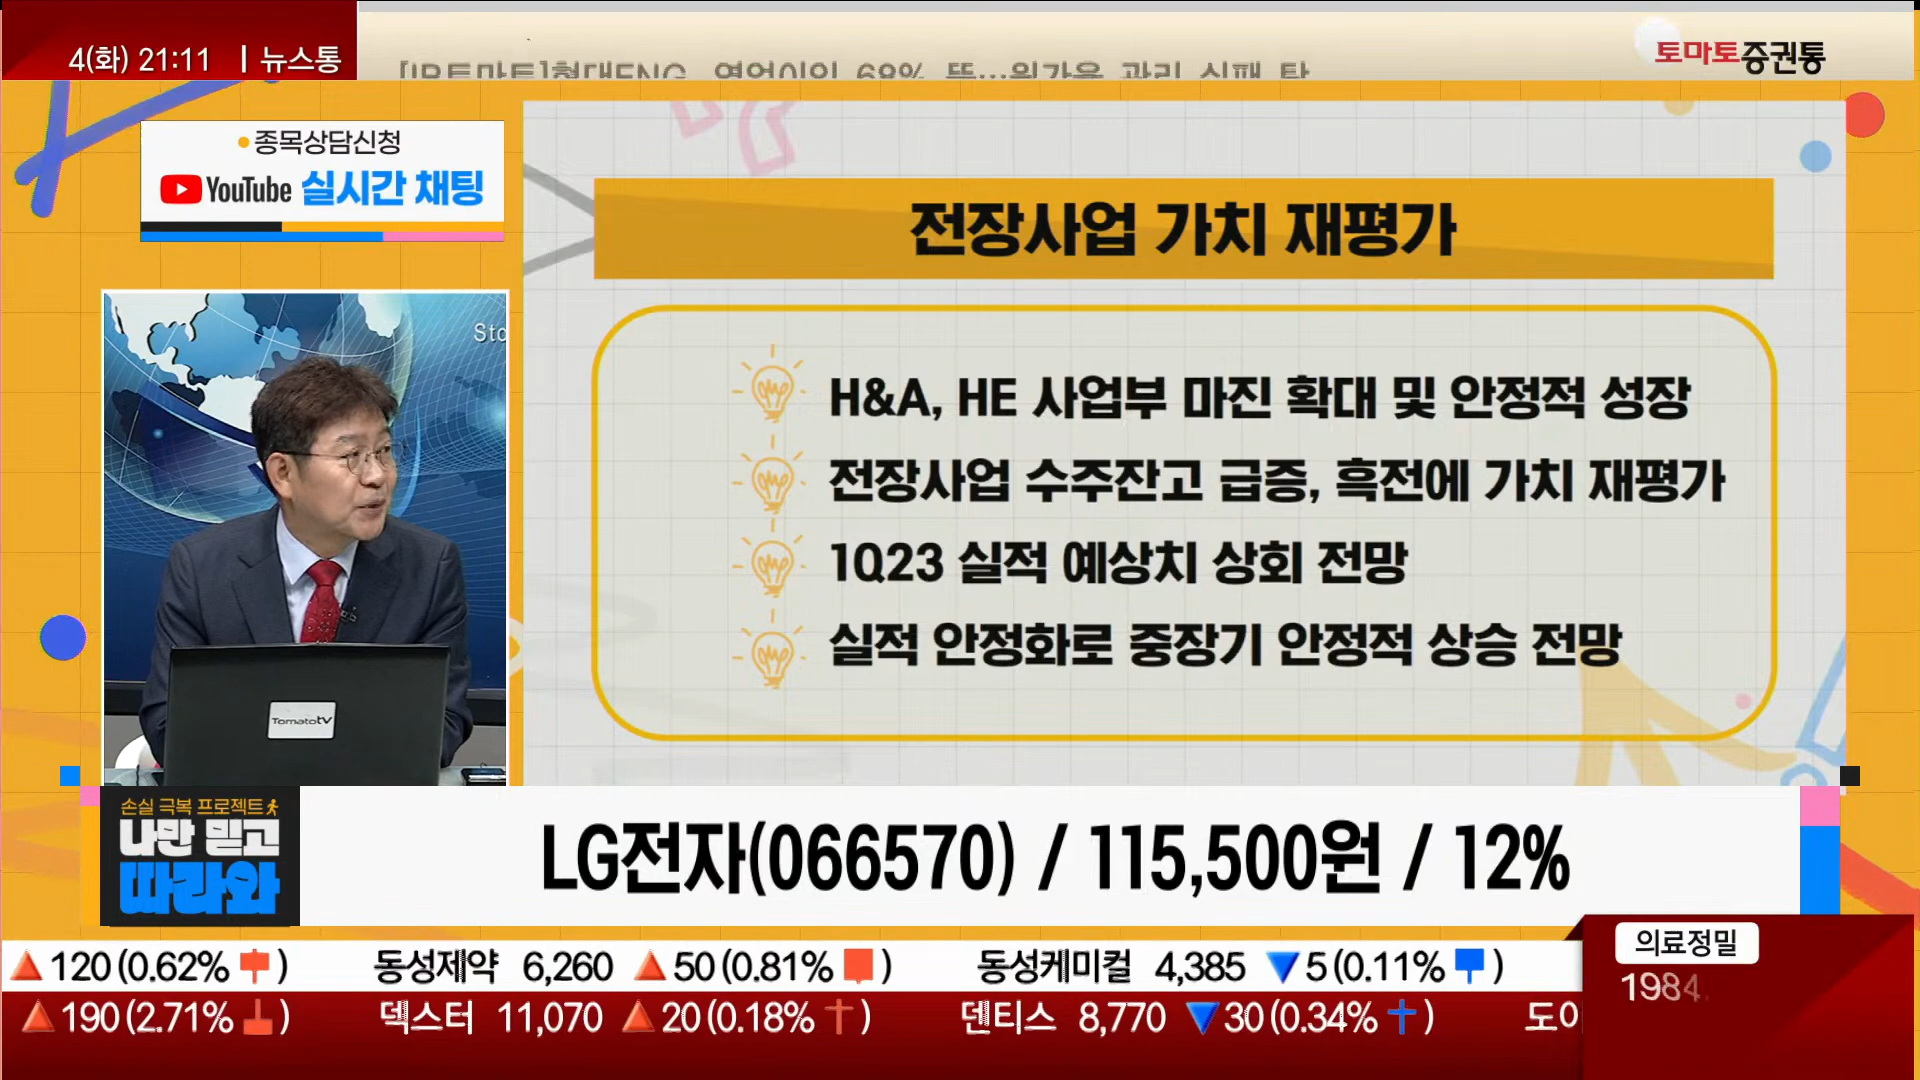 4(화) 21:11 | 뉴스통
토마토증권통
종목상담신청
YouTube 실시간 채팅
전장사업 가치 재평가
H&A, HE 사업부 마진 확대 및 안정적 성장
전장사업 수주잔고 급증, 흑전에 가치 재평가
1Q23 실적 예상치 상회 전망
실적 안정화로 중장기 안정적 상승 전망
Sto
TomatoTV
손실 극복 프로젝트
나만 믿고
따라와
LG전자(066570) / 115,500원 / 12%
▲120(0.62% ) 동성제약 6,260 ▲50(0.81% ) 동성케미컬 4,385 ▼5(0.11% )
▲190(2.71% ) 덱스터 11,070 ▲20(0.18% ) 덴티스 8,770 ▼30(0.34% ) 도이
의료정밀
1984